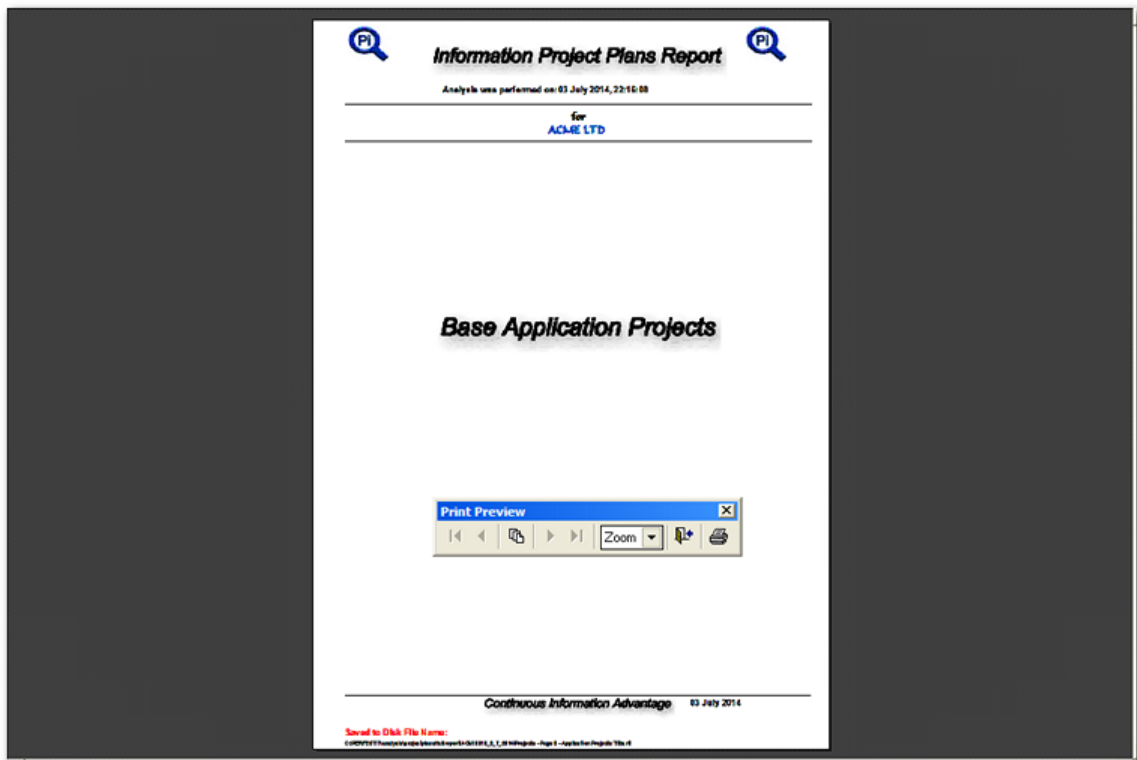 Pi
Pi
Information Project Plans Report
Analysis was performed on: 03 July 2014, 22:16:08
for
ACME LTD
Base Application Projects
Print Preview
Zoom
Continuous Information Advantage 03 July 2014
Saved to Disk File Name: